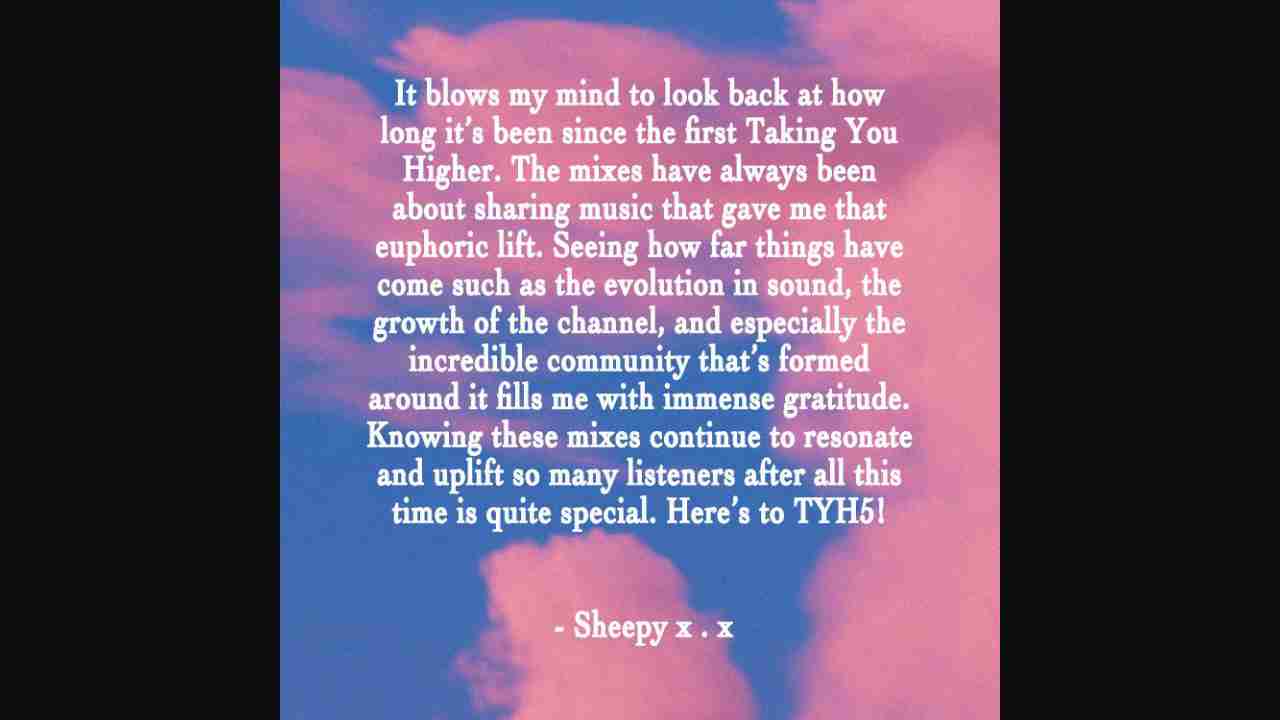 It blows my mind to look back at how
long it's been since the first Taking You
Higher. The mixes have always been
about sharing music that gave me that
euphoric lift. Seeing how far things have
come such as the evolution in sound, the
growth of the channel, and especially the
incredible community that's formed
around it fills me with immense gratitude.
Knowing these mixes continue to resonate
and uplift so many listeners after all this
time is quite special. Here's to TYH5!
- Sheepy x . x